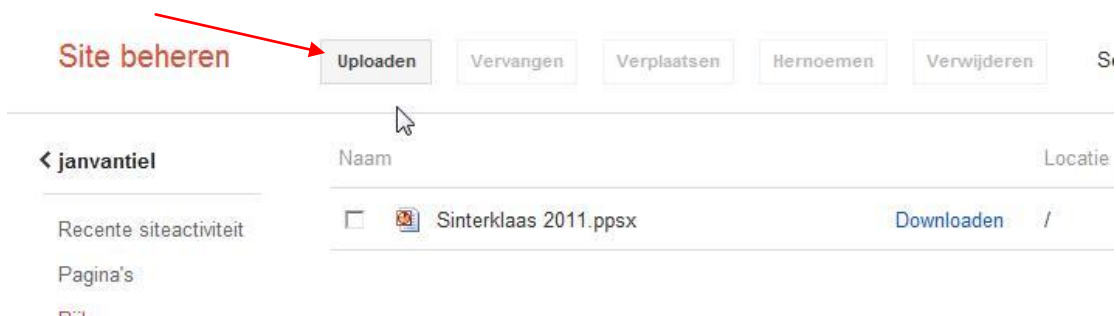 Site beheren
Uploaden
Vervangen
Verplaatsen
Hernoemen
Verwijderen
janvantiel
Naam
Locatie
Recente siteactiviteit
Sinterklaas 2011.ppsx
Downloaden
/
Pagina's